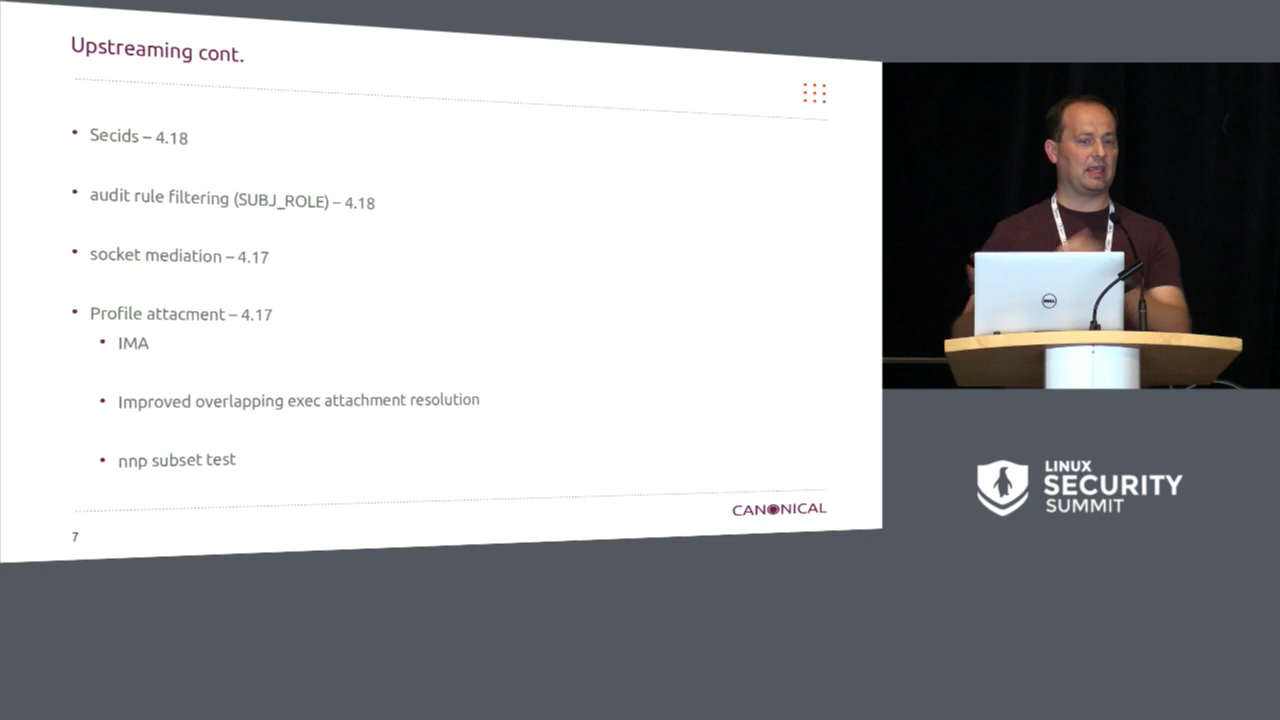 Upstreaming cont.
• Secids – 4.18
• audit rule filtering (SUBJ_ROLE) – 4.18
• socket mediation – 4.17
• Profile attacment – 4.17
• IMA
• Improved overlapping exec attachment resolution
• nnp subset test
CANONICAL
7
DELL
LINUX
SECURITY
SUMMIT